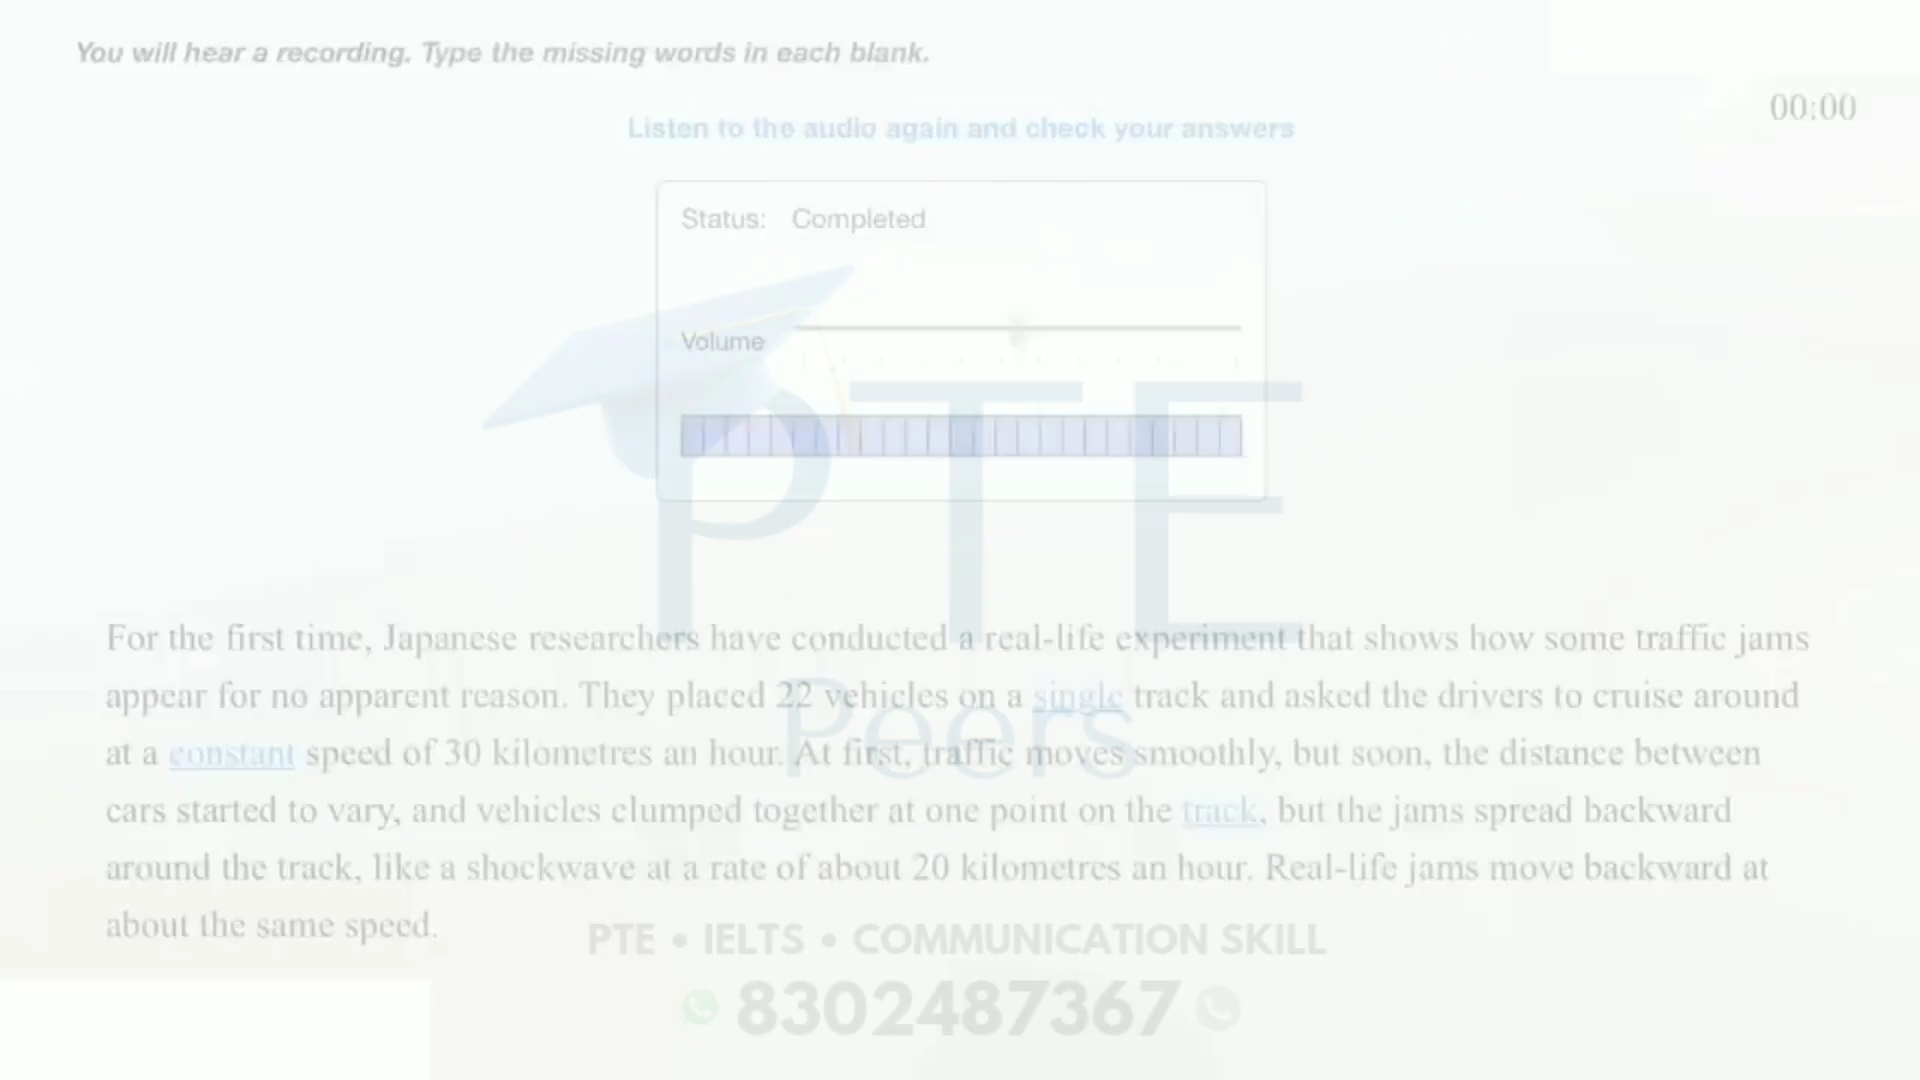 You will hear a recording. Type the missing words in each blank.
00:00
Listen to the audio again and check your answers
Status: Completed
Volume
PTE
Peers
For the first time, Japanese researchers have conducted a real-life experiment that shows how some traffic jams
appear for no apparent reason. They placed 22 vehicles on a single track and asked the drivers to cruise around
at a constant speed of 30 kilometres an hour. At first, traffic moves smoothly, but soon, the distance between
cars started to vary, and vehicles clumped together at one point on the track, but the jams spread backward
around the track, like a shockwave at a rate of about 20 kilometres an hour. Real-life jams move backward at
about the same speed.
PTE • IELTS • COMMUNICATION SKILL
8302487367